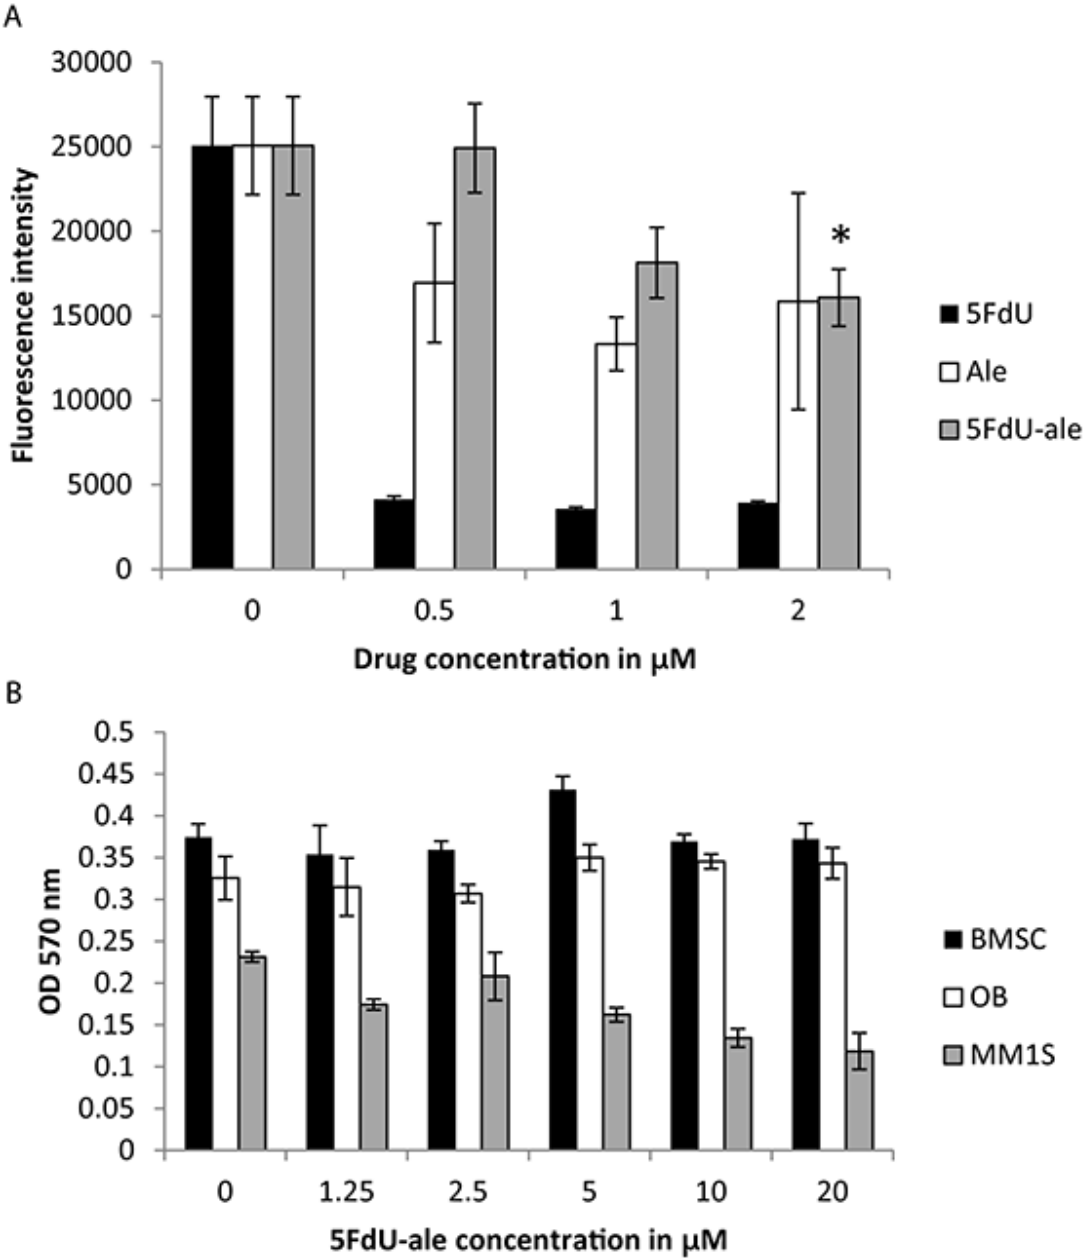 A
30000
25000
20000
15000
10000
5000
0
Fluorescence intensity
*
5FdU
Ale
5FdU-ale
0 0.5 1 2
Drug concentration in µM
B
0.5
0.45
0.4
0.35
0.3
0.25
0.2
0.15
0.1
0.05
0
OD 570 nm
BMSC
OB
MM1S
0 1.25 2.5 5 10 20
5FdU-ale concentration in µM